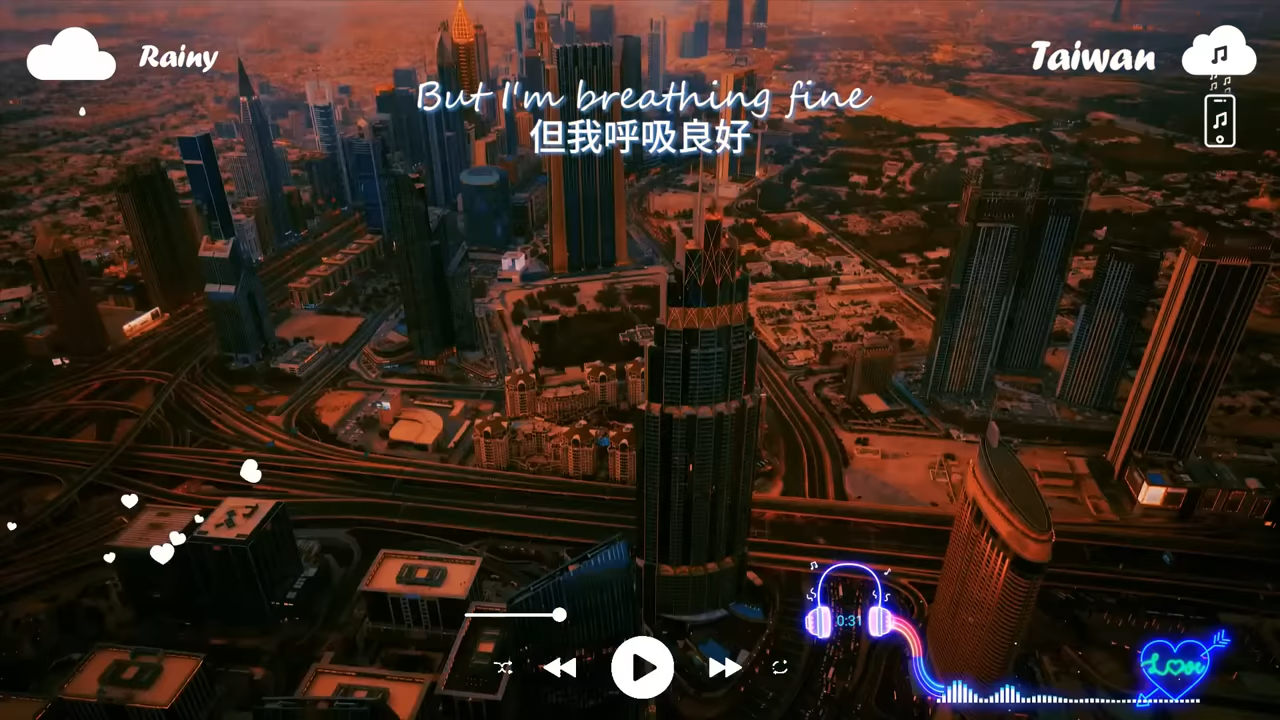 Rainy
Taiwan
But I'm breathing fine
但我呼吸良好
0:31